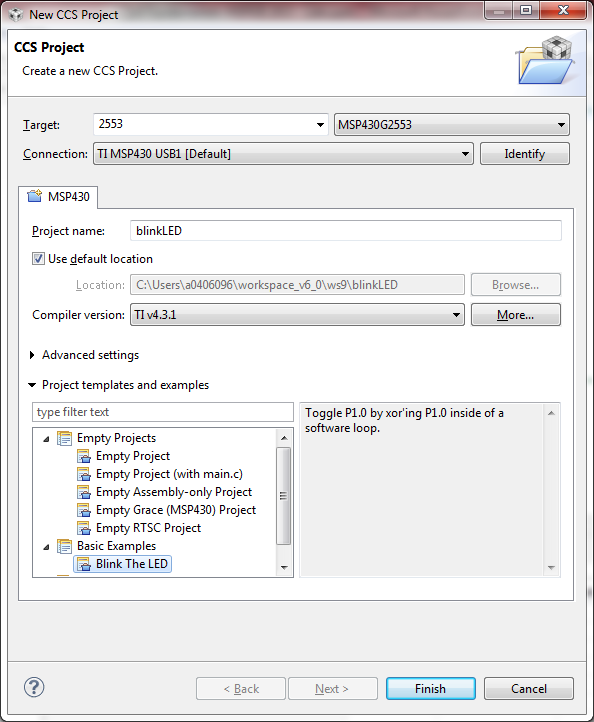 New CCS Project
CCS Project
Create a new CCS Project.
Target: 2553 MSP430G2553
Connection: TI MSP430 USB1 [Default] Identify
MSP430
Project name: blinkLED
Use default location
Location: C:\Users\a0406096\workspace_v6_0\ws9\blinkLED Browse...
Compiler version: TI v4.3.1 More...
Advanced settings
Project templates and examples
type filter text
Empty Projects
Empty Project
Empty Project (with main.c)
Empty Assembly-only Project
Empty Grace (MSP430) Project
Empty RTSC Project
Basic Examples
Blink The LED
Toggle P1.0 by xor'ing P1.0 inside of a
software loop.
? < Back Next > Finish Cancel